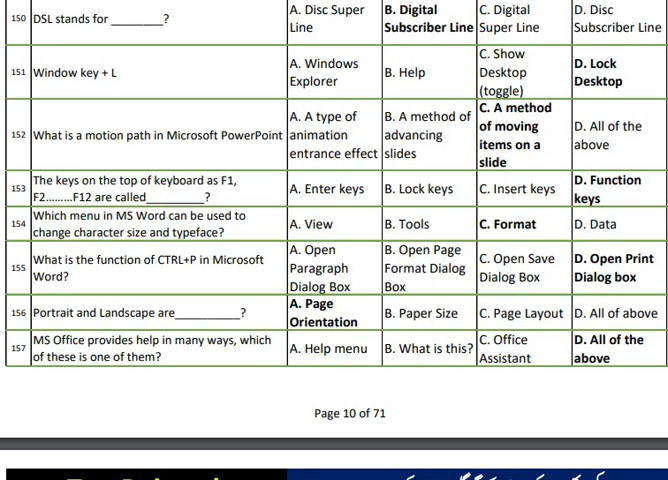 150 DSL stands for ________? A. Disc Super Line B. Digital Subscriber Line C. Digital Super Line D. Disc Subscriber Line
151 Window key + L A. Windows Explorer B. Help C. Show Desktop (toggle) D. Lock Desktop
152 What is a motion path in Microsoft PowerPoint A. A type of animation entrance effect B. A method of advancing slides C. A method of moving items on a slide D. All of the above
153 The keys on the top of keyboard as F1, F2.........F12 are called_________? A. Enter keys B. Lock keys C. Insert keys D. Function keys
154 Which menu in MS Word can be used to change character size and typeface? A. View B. Tools C. Format D. Data
155 What is the function of CTRL+P in Microsoft Word? A. Open Paragraph Dialog Box B. Open Page Format Dialog Box C. Open Save Dialog Box D. Open Print Dialog box
156 Portrait and Landscape are__________? A. Page Orientation B. Paper Size C. Page Layout D. All of above
157 MS Office provides help in many ways, which of these is one of them? A. Help menu B. What is this? C. Office Assistant D. All of the above
Page 10 of 71